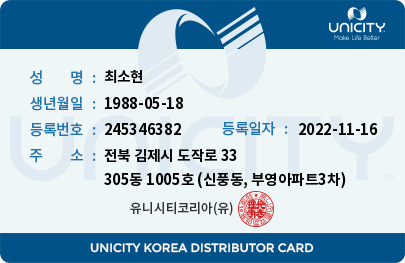 UNICITY
Make Life Better
성 명 : 최소현
생년월일 : 1988-05-18
등록번호 : 245346382 등록일자 : 2022-11-16
주 소 : 전북 김제시 도작로 33
305동 1005호 (신풍동, 부영아파트3차)
유니시티코리아(유)
UNICITY
TM
UNICITY KOREA DISTRIBUTOR CARD